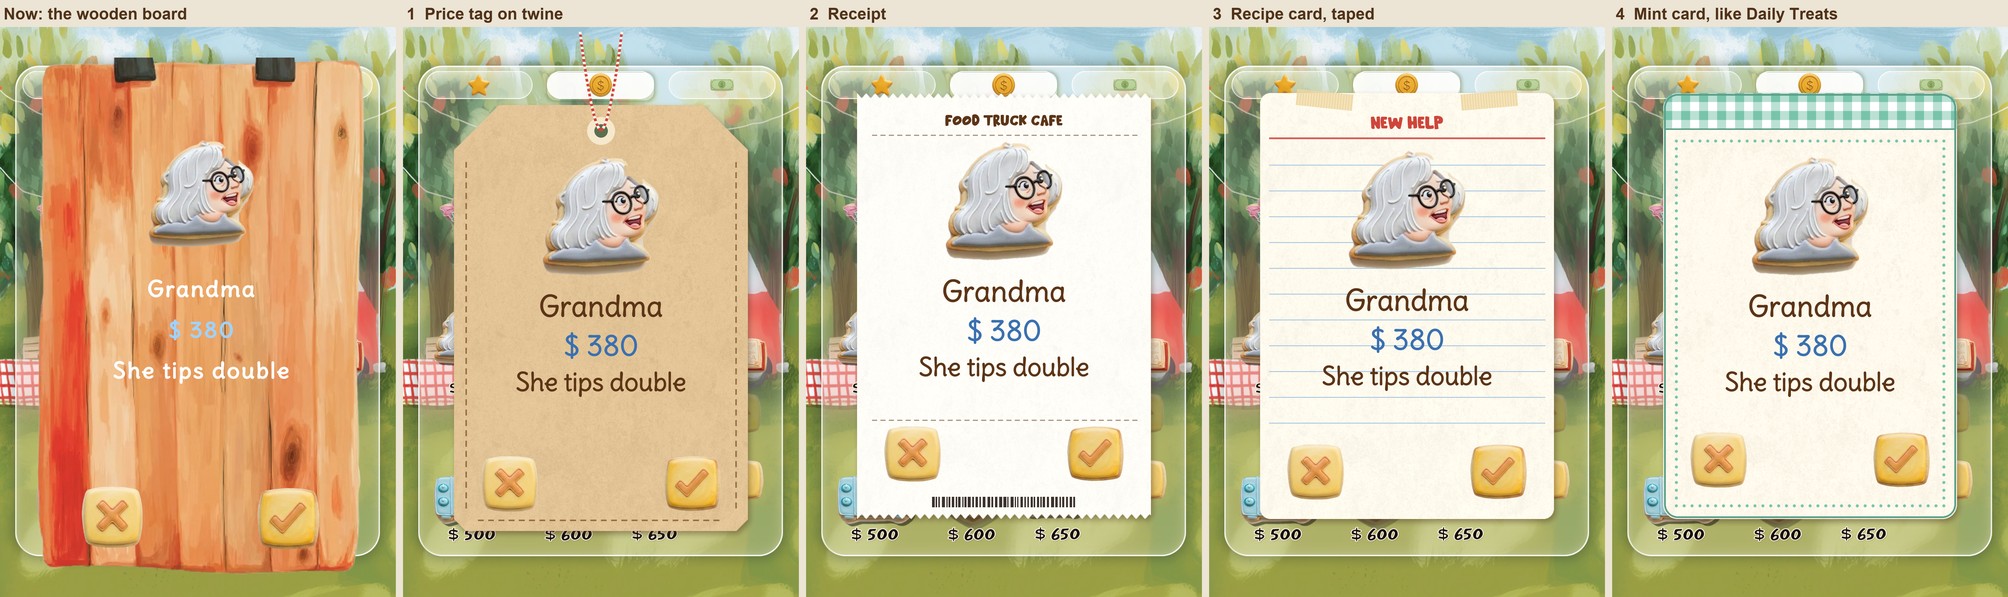 Now: the wooden board
Grandma
$ 380
She tips double
1 Price tag on twine
Grandma
$ 380
She tips double
$ 500 $ 600 $ 650
2 Receipt
FOOD TRUCK CAFE
Grandma
$ 380
She tips double
$ 500 $ 600 $ 650
3 Recipe card, taped
NEW HELP
Grandma
$ 380
She tips double
$ 500 $ 600 $ 650
4 Mint card, like Daily Treats
Grandma
$ 380
She tips double
$ 500 $ 600 $ 650